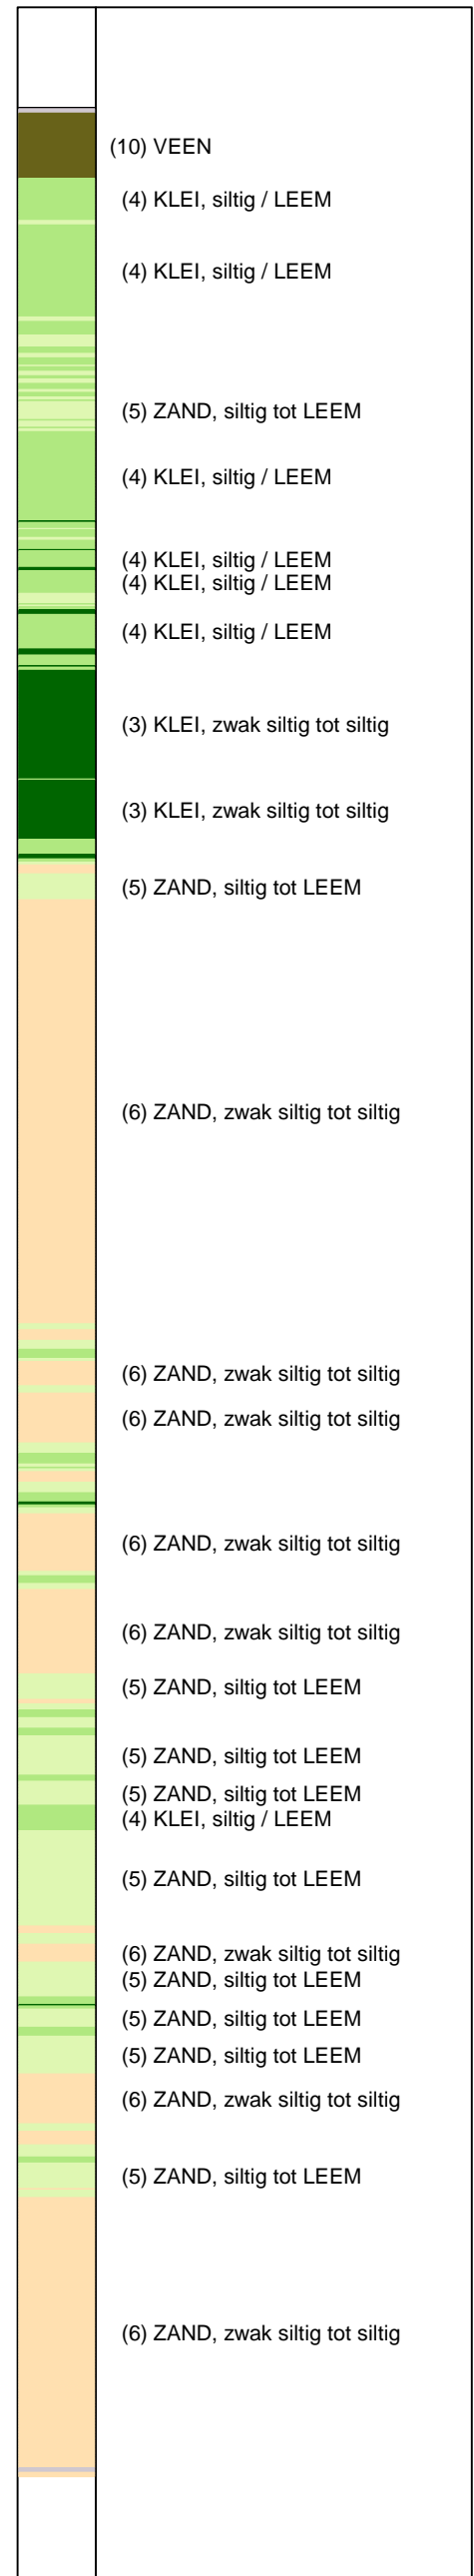 (10) VEEN
(4) KLEI, siltig / LEEM
(4) KLEI, siltig / LEEM
(5) ZAND, siltig tot LEEM
(4) KLEI, siltig / LEEM
(4) KLEI, siltig / LEEM
(4) KLEI, siltig / LEEM
(4) KLEI, siltig / LEEM
(3) KLEI, zwak siltig tot siltig
(3) KLEI, zwak siltig tot siltig
(5) ZAND, siltig tot LEEM
(6) ZAND, zwak siltig tot siltig
(6) ZAND, zwak siltig tot siltig
(6) ZAND, zwak siltig tot siltig
(6) ZAND, zwak siltig tot siltig
(6) ZAND, zwak siltig tot siltig
(5) ZAND, siltig tot LEEM
(5) ZAND, siltig tot LEEM
(5) ZAND, siltig tot LEEM
(4) KLEI, siltig / LEEM
(5) ZAND, siltig tot LEEM
(6) ZAND, zwak siltig tot siltig
(5) ZAND, siltig tot LEEM
(5) ZAND, siltig tot LEEM
(5) ZAND, siltig tot LEEM
(6) ZAND, zwak siltig tot siltig
(5) ZAND, siltig tot LEEM
(6) ZAND, zwak siltig tot siltig